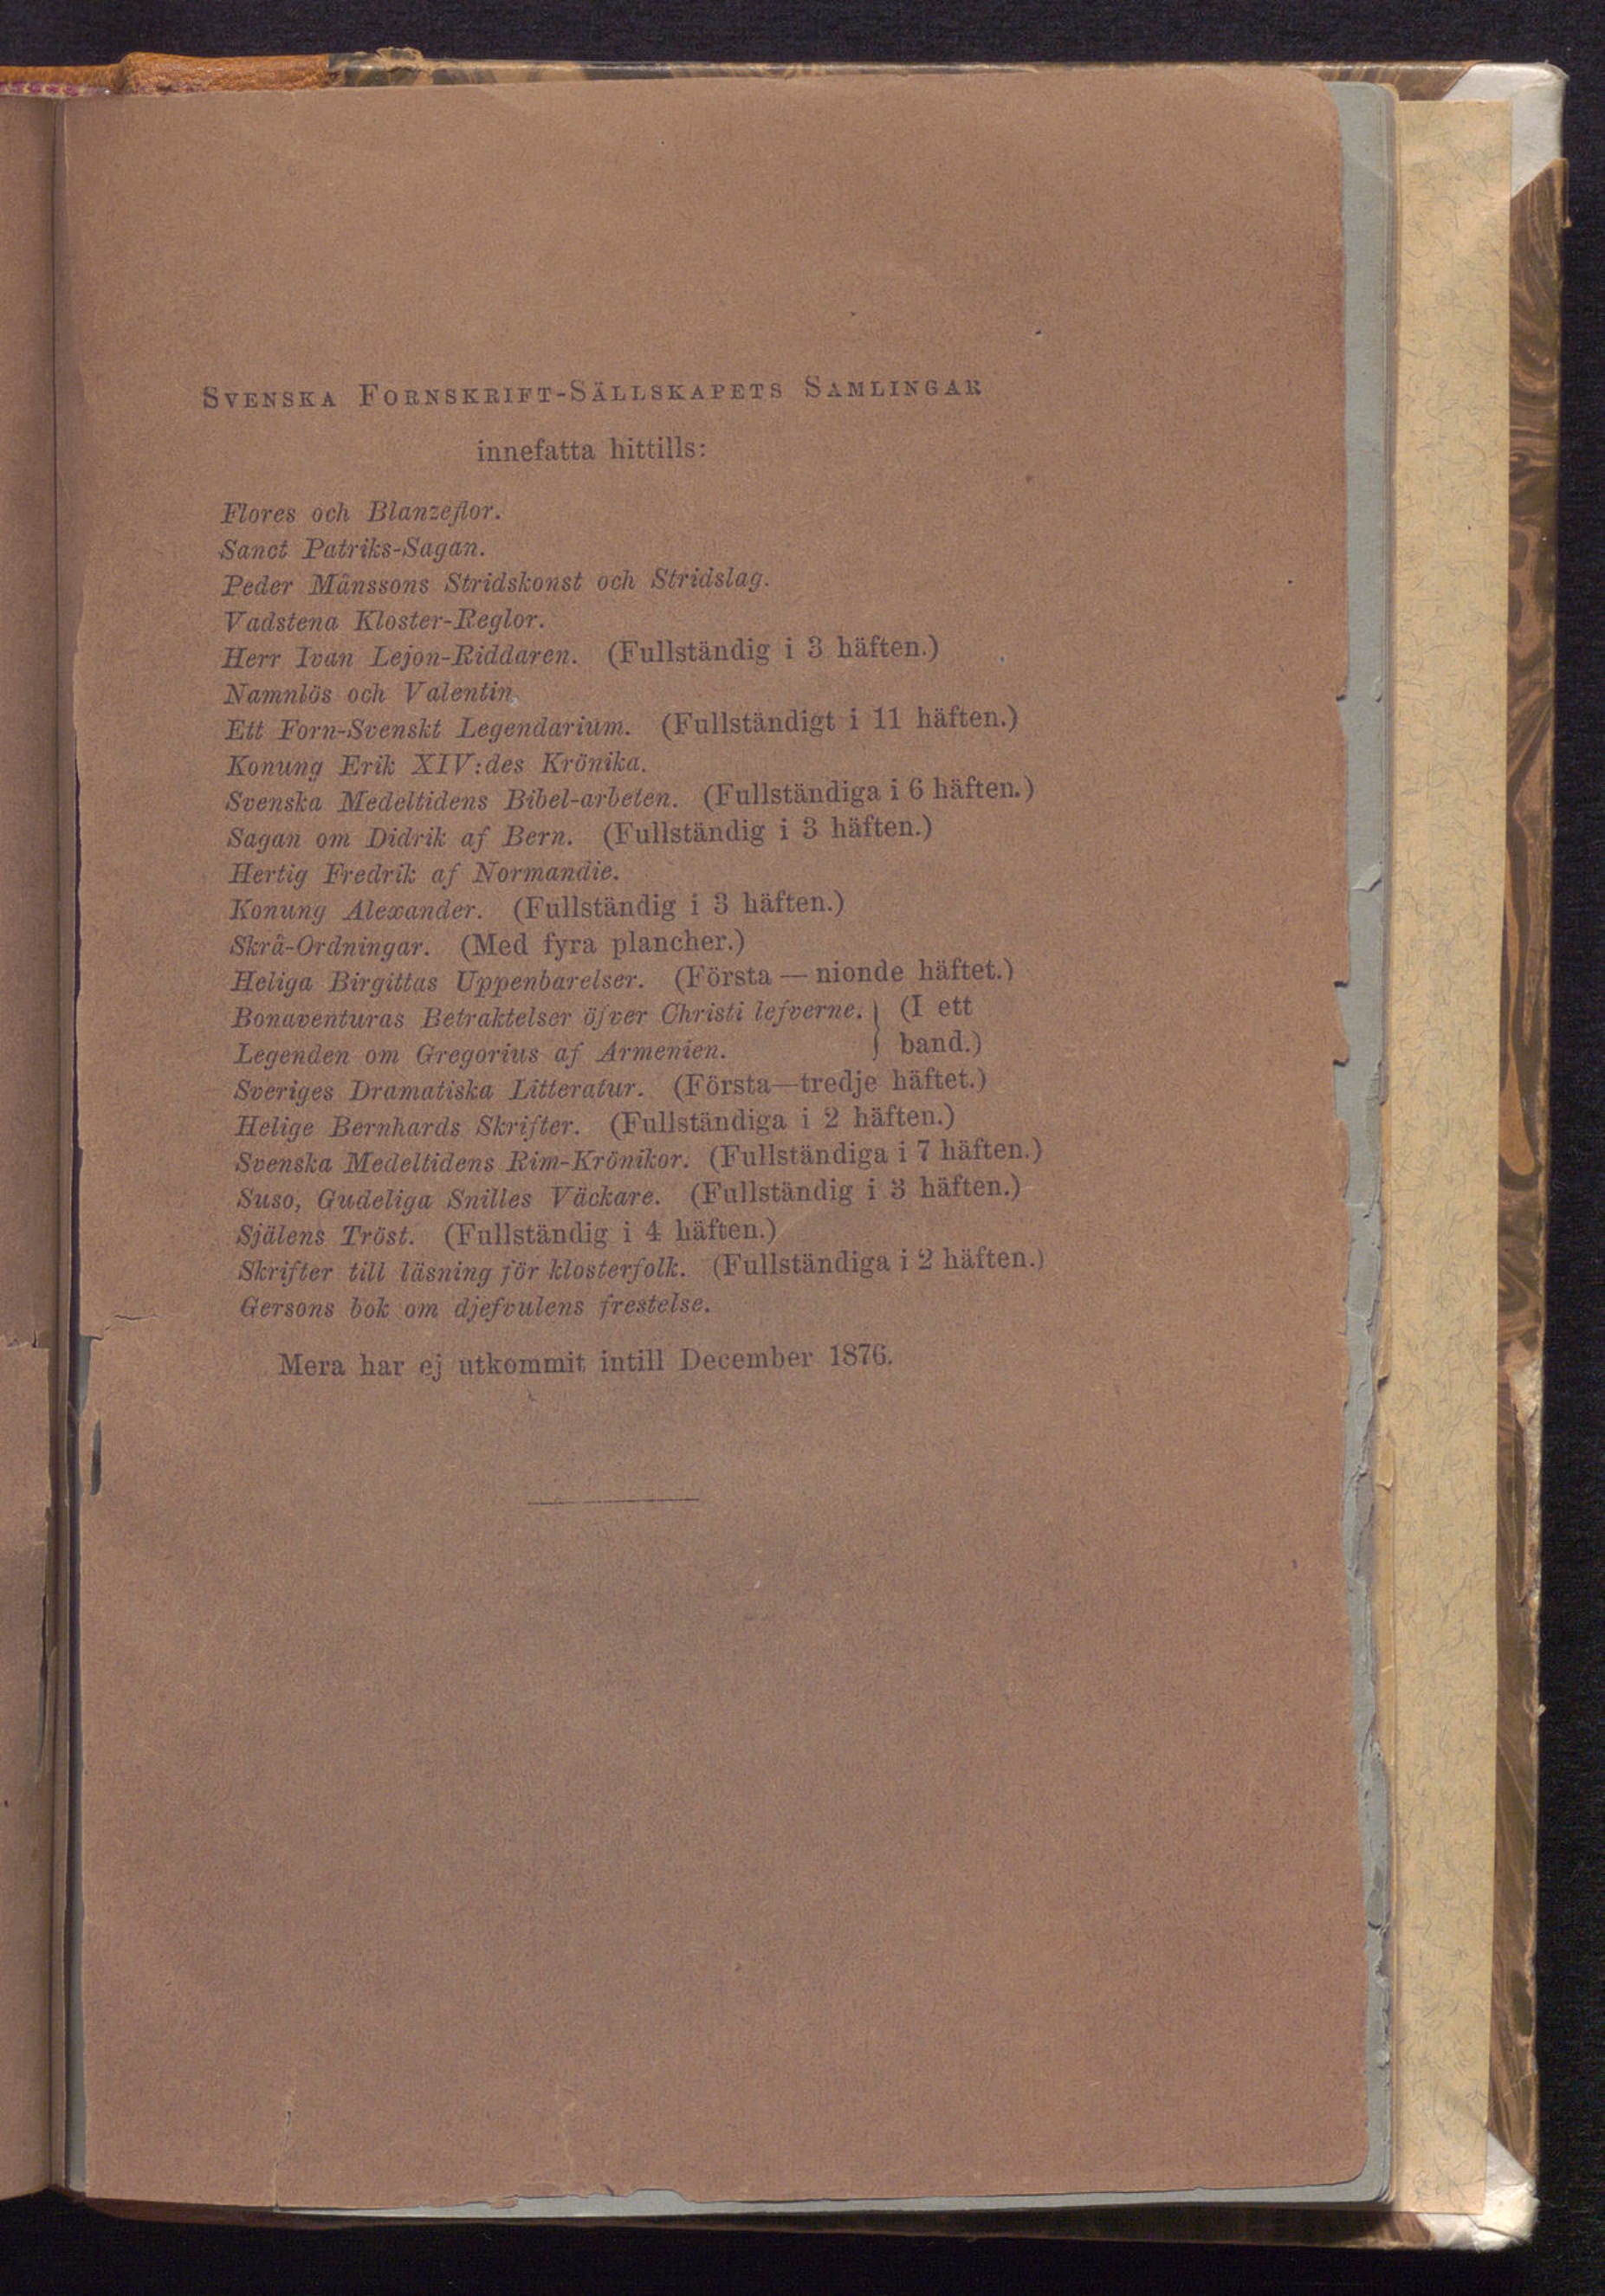 SVENSKA FORNSKRIFT-SÄLLSKAPETS SAMLINGAR
innefatta hittills:
Flores och Blanzeflor.
Sanct Patriks-Sagan.
Peder Månssons Stridskonst och Stridslag.
Vadstena Kloster-Reglor.
Herr Ivan Lejon-Riddaren. (Fullständig i 3 häften.)
Namnlös och Valentin.
Ett Forn-Svenskt Legendarium. (Fullständigt i 11 häften.)
Konung Erik XIV:des Krönika.
Svenska Medeltidens Bibel-arbeten. (Fullständiga i 6 häften.)
Sagan om Didrik af Bern. (Fullständig i 3 häften.)
Hertig Fredrik af Normandie.
Konung Alexander. (Fullständig i 3 häften.)
Skrå-Ordningar. (Med fyra plancher.)
Heliga Birgittas Uppenbarelser. (Första — nionde häftet.)
Bonaventuras Betraktelser öfver Christi lefverne. } (I ett
Legenden om Gregorius af Armenien. } band.)
Sveriges Dramatiska Litteratur. (Första—tredje häftet.)
Helige Bernhards Skrifter. (Fullständiga i 2 häften.)
Svenska Medeltidens Rim-Krönikor. (Fullständiga i 7 häften.)
Suso, Gudeliga Snilles Väckare. (Fullständig i 3 häften.)
Själens Tröst. (Fullständig i 4 häften.)
Skrifter till läsning för klosterfolk. (Fullständiga i 2 häften.)
Gersons bok om djefvulens frestelse.
Mera har ej utkommit intill December 1876.